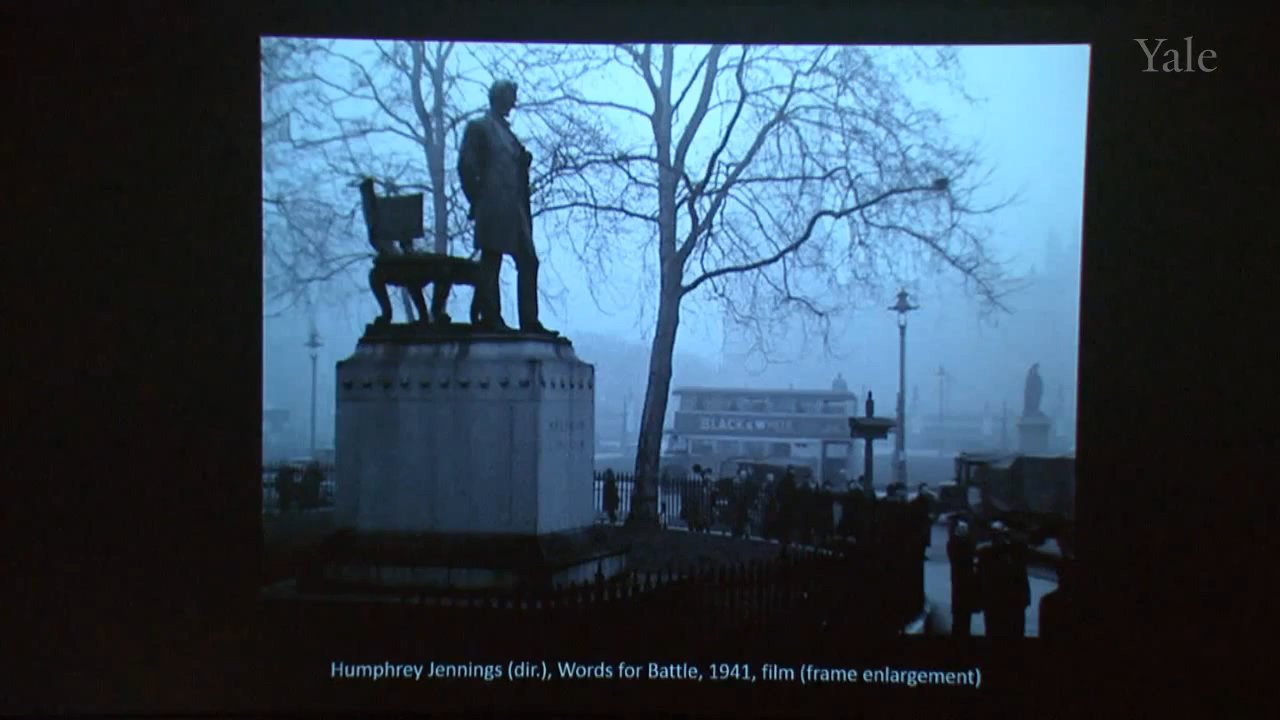 Yale
BLACK & WHITE
Humphrey Jennings (dir.), Words for Battle, 1941, film (frame enlargement)